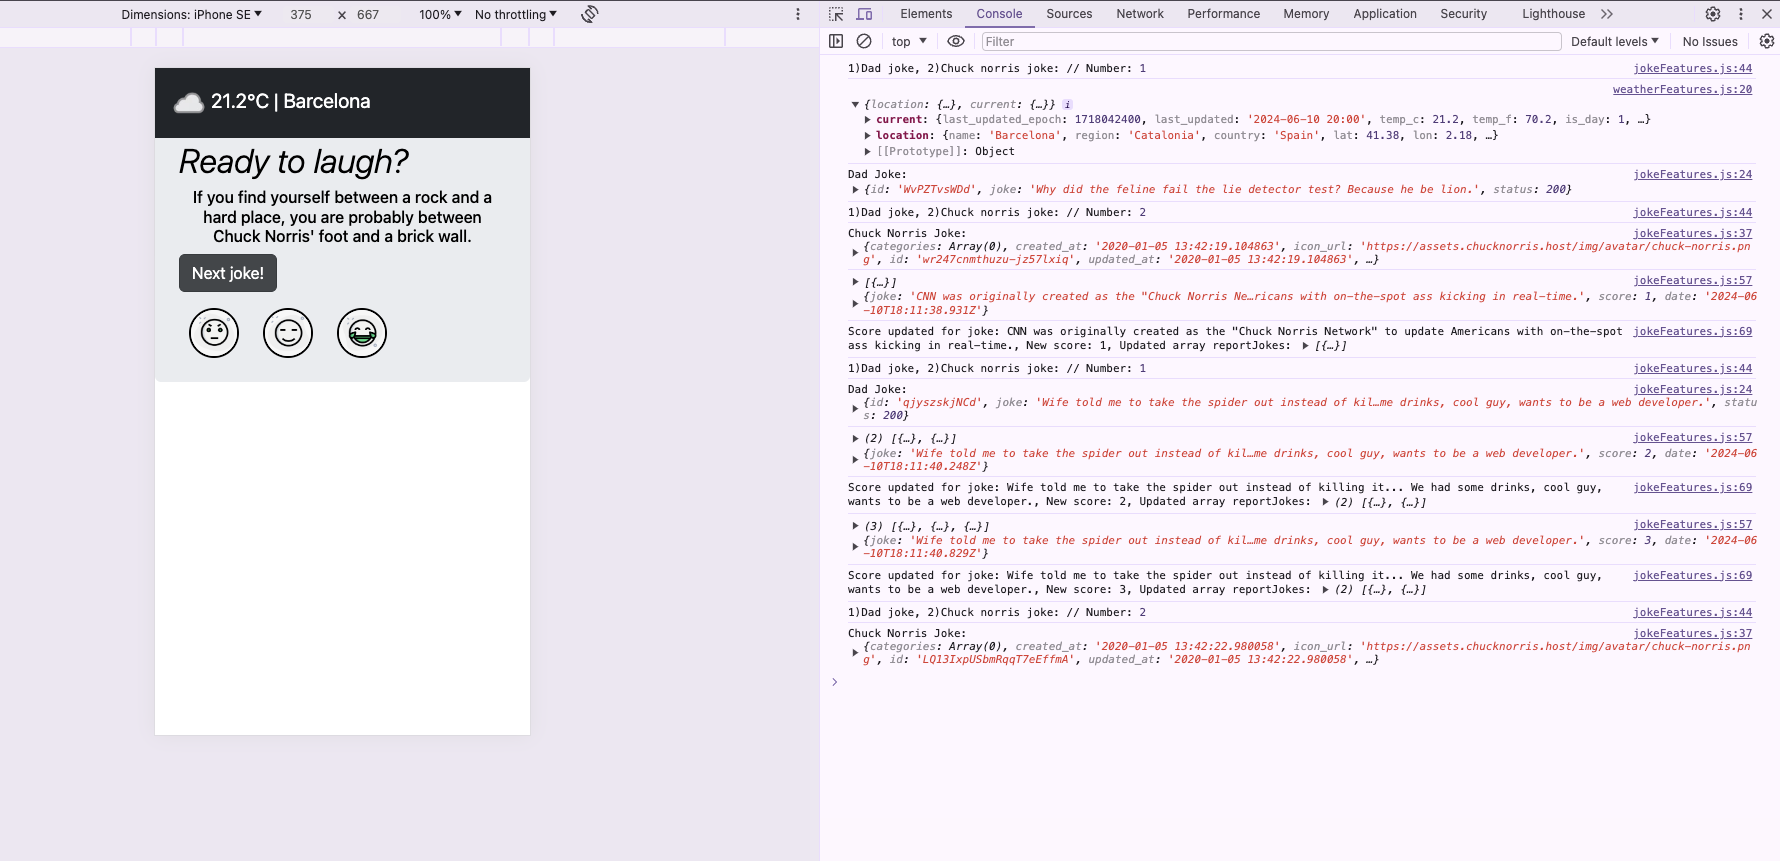 Dimensions: iPhone SE ▼ 375 × 667 100% ▼ No throttling ▼
21.2ºC | Barcelona
Ready to laugh?
If you find yourself between a rock and a
hard place, you are probably between
Chuck Norris' foot and a brick wall.
Next joke!
Elements Console Sources Network Performance Memory Application Security Lighthouse
top ▼ Filter Default levels ▼ No Issues
1)Dad joke, 2)Chuck norris joke: // Number: 1 jokeFeatures.js:44
weatherFeatures.js:20
▼ {location: {…}, current: {…}} i
▶ current: {last_updated_epoch: 1718042400, last_updated: '2024-06-10 20:00', temp_c: 21.2, temp_f: 70.2, is_day: 1, …}
▶ location: {name: 'Barcelona', region: 'Catalonia', country: 'Spain', lat: 41.38, lon: 2.18, …}
▶ [[Prototype]]: Object
Dad Joke: jokeFeatures.js:24
▶ {id: 'WvPZTvsWDd', joke: 'Why did the feline fail the lie detector test? Because he be lion.', status: 200}
1)Dad joke, 2)Chuck norris joke: // Number: 2 jokeFeatures.js:44
Chuck Norris Joke: jokeFeatures.js:37
▶ {categories: Array(0), created_at: '2020-01-05 13:42:19.104863', icon_url: 'https://assets.chucknorris.host/img/avatar/chuck-norris.pn
g', id: 'wr247cnmthuzu-jz57lxiq', updated_at: '2020-01-05 13:42:19.104863', …}
▶ [{…}] jokeFeatures.js:57
▶ {joke: 'CNN was originally created as the "Chuck Norris Ne…ricans with on-the-spot ass kicking in real-time.', score: 1, date: '2024-06
-10T18:11:38.931Z'}
Score updated for joke: CNN was originally created as the "Chuck Norris Network" to update Americans with on-the-spot jokeFeatures.js:69
ass kicking in real-time., New score: 1, Updated array reportJokes: ▶ [{…}]
1)Dad joke, 2)Chuck norris joke: // Number: 1 jokeFeatures.js:44
Dad Joke: jokeFeatures.js:24
▶ {id: 'qjyszskjNCd', joke: 'Wife told me to take the spider out instead of kil…me drinks, cool guy, wants to be a web developer.', statu
s: 200}
▶ (2) [{…}, {…}] jokeFeatures.js:57
▶ {joke: 'Wife told me to take the spider out instead of kil…me drinks, cool guy, wants to be a web developer.', score: 2, date: '2024-06
-10T18:11:40.248Z'}
Score updated for joke: Wife told me to take the spider out instead of killing it... We had some drinks, cool guy, jokeFeatures.js:69
wants to be a web developer., New score: 2, Updated array reportJokes: ▶ (2) [{…}, {…}]
▶ (3) [{…}, {…}, {…}] jokeFeatures.js:57
▶ {joke: 'Wife told me to take the spider out instead of kil…me drinks, cool guy, wants to be a web developer.', score: 3, date: '2024-06
-10T18:11:40.829Z'}
Score updated for joke: Wife told me to take the spider out instead of killing it... We had some drinks, cool guy, jokeFeatures.js:69
wants to be a web developer., New score: 3, Updated array reportJokes: ▶ (2) [{…}, {…}]
1)Dad joke, 2)Chuck norris joke: // Number: 2 jokeFeatures.js:44
Chuck Norris Joke: jokeFeatures.js:37
▶ {categories: Array(0), created_at: '2020-01-05 13:42:22.980058', icon_url: 'https://assets.chucknorris.host/img/avatar/chuck-norris.pn
g', id: 'LQ13IxpUSbmRqqT7eEffmA', updated_at: '2020-01-05 13:42:22.980058', …}